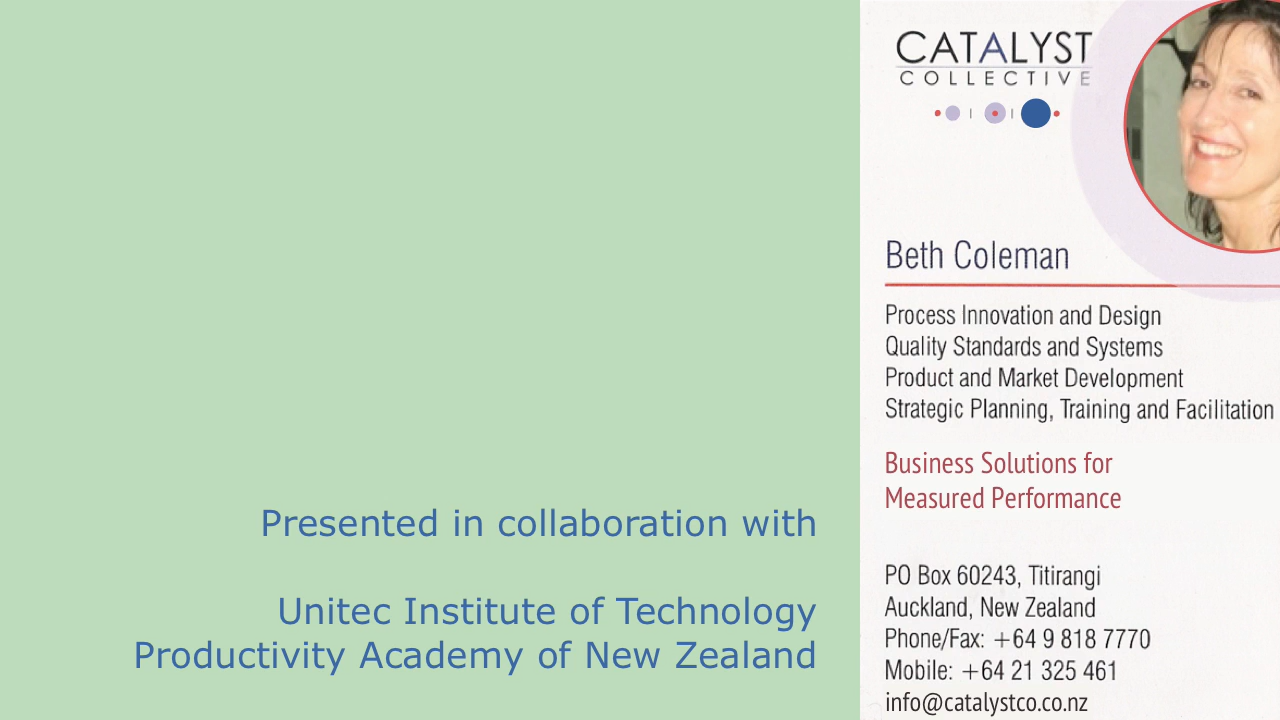 Presented in collaboration with
Unitec Institute of Technology
Productivity Academy of New Zealand
CATALYST
COLLECTIVE
Beth Coleman
Process Innovation and Design
Quality Standards and Systems
Product and Market Development
Strategic Planning, Training and Facilitation
Business Solutions for
Measured Performance
PO Box 60243, Titirangi
Auckland, New Zealand
Phone/Fax: +64 9 818 7770
Mobile: +64 21 325 461
info@catalystco.co.nz